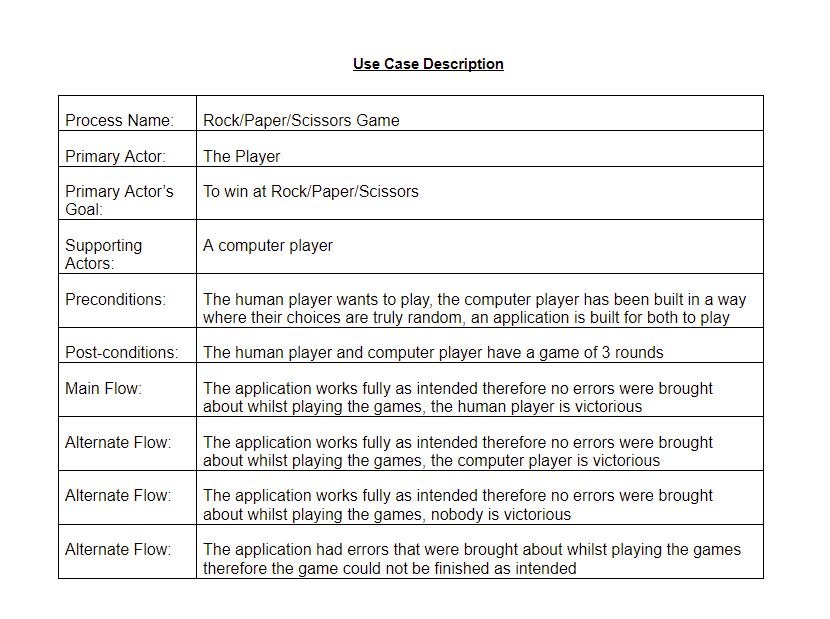 Use Case Description
Process Name: Rock/Paper/Scissors Game
Primary Actor: The Player
Primary Actor’s To win at Rock/Paper/Scissors
Goal:
Supporting A computer player
Actors:
Preconditions: The human player wants to play, the computer player has been built in a way
where their choices are truly random, an application is built for both to play
Post-conditions: The human player and computer player have a game of 3 rounds
Main Flow: The application works fully as intended therefore no errors were brought
about whilst playing the games, the human player is victorious
Alternate Flow: The application works fully as intended therefore no errors were brought
about whilst playing the games, the computer player is victorious
Alternate Flow: The application works fully as intended therefore no errors were brought
about whilst playing the games, nobody is victorious
Alternate Flow: The application had errors that were brought about whilst playing the games
therefore the game could not be finished as intended